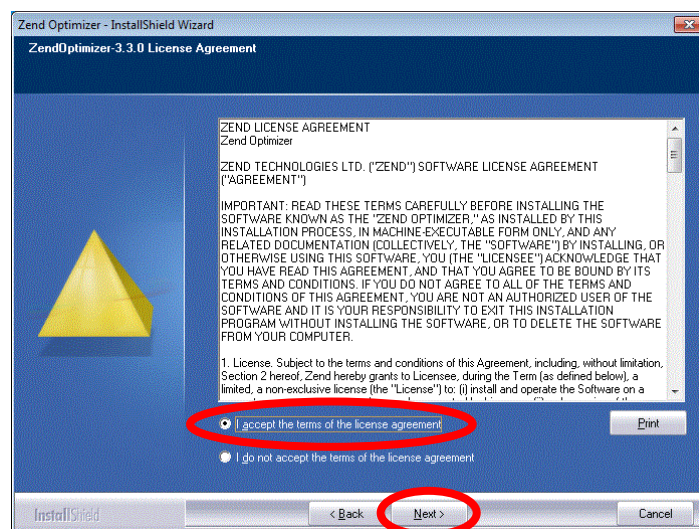 Zend Optimizer - InstallShield Wizard
ZendOptimizer-3.3.0 License Agreement
ZEND LICENSE AGREEMENT
Zend Optimizer
ZEND TECHNOLOGIES LTD. ("ZEND") SOFTWARE LICENSE AGREEMENT
("AGREEMENT")
IMPORTANT: READ THESE TERMS CAREFULLY BEFORE INSTALLING THE
SOFTWARE KNOWN AS THE "ZEND OPTIMIZER," AS INSTALLED BY THIS
INSTALLATION PROCESS, IN MACHINE-EXECUTABLE FORM ONLY, AND ANY
RELATED DOCUMENTATION (COLLECTIVELY, THE "SOFTWARE") BY INSTALLING, OR
OTHERWISE USING THIS SOFTWARE, YOU (THE "LICENSEE") ACKNOWLEDGE THAT
YOU HAVE READ THIS AGREEMENT, AND THAT YOU AGREE TO BE BOUND BY ITS
TERMS AND CONDITIONS. IF YOU DO NOT AGREE TO ALL OF THE TERMS AND
CONDITIONS OF THIS AGREEMENT, YOU ARE NOT AN AUTHORIZED USER OF THE
SOFTWARE AND IT IS YOUR RESPONSIBILITY TO EXIT THIS INSTALLATION
PROGRAM WITHOUT INSTALLING THE SOFTWARE, OR TO DELETE THE SOFTWARE
FROM YOUR COMPUTER.
1. License. Subject to the terms and conditions of this Agreement, including, without limitation,
Section 2 hereof, Zend hereby grants to Licensee, during the Term (as defined below), a
limited, a non-exclusive license (the "License") to: (i) install and operate the Software on a
I accept the terms of the license agreement
Print
I do not accept the terms of the license agreement
InstallShield
< Back
Next >
Cancel